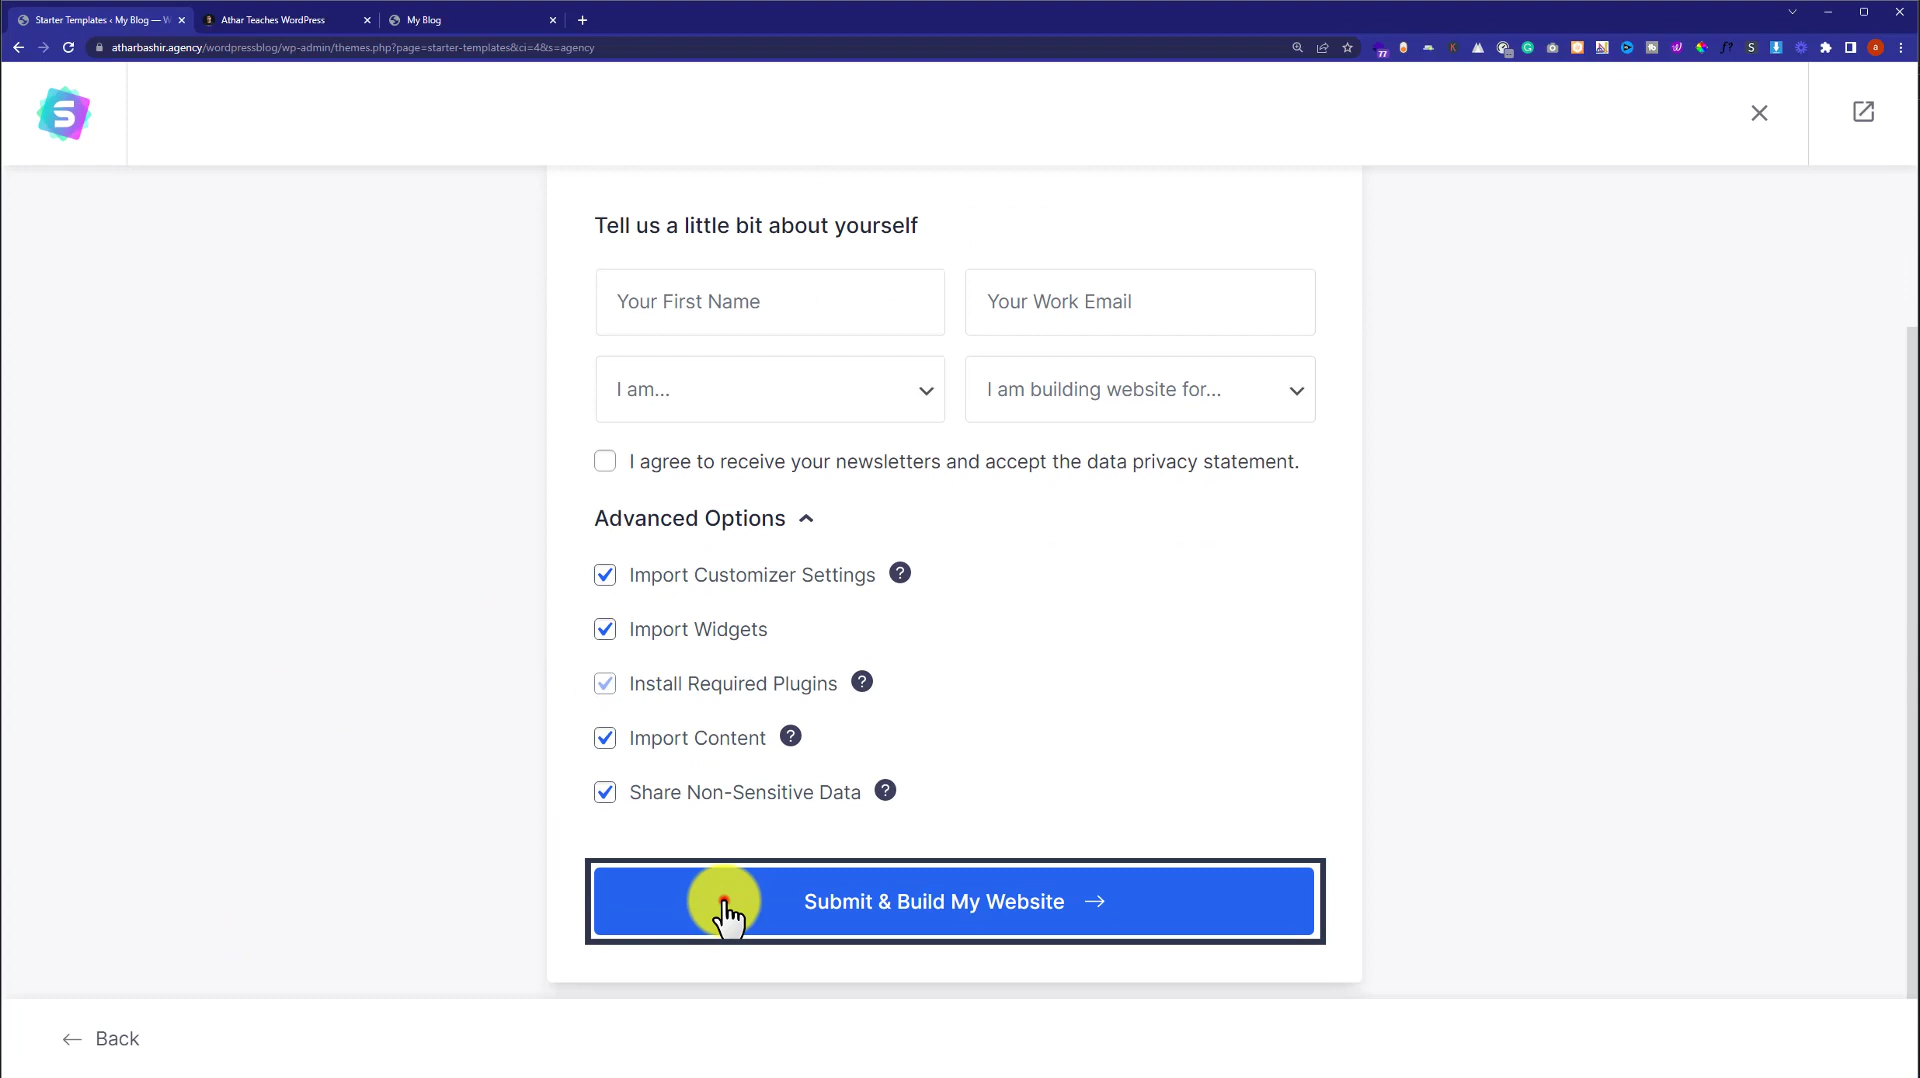 Starter Templates ‹ My Blog — W
Athar Teaches WordPress
My Blog
atharbashir.agency/wordpressblog/wp-admin/themes.php?page=starter-templates&ci=4&s=agency
77
S
Tell us a little bit about yourself
Your First Name
Your Work Email
I am...
I am building website for...
I agree to receive your newsletters and accept the data privacy statement.
Advanced Options
Import Customizer Settings ?
Import Widgets
Install Required Plugins ?
Import Content ?
Share Non-Sensitive Data ?
Submit & Build My Website →
← Back